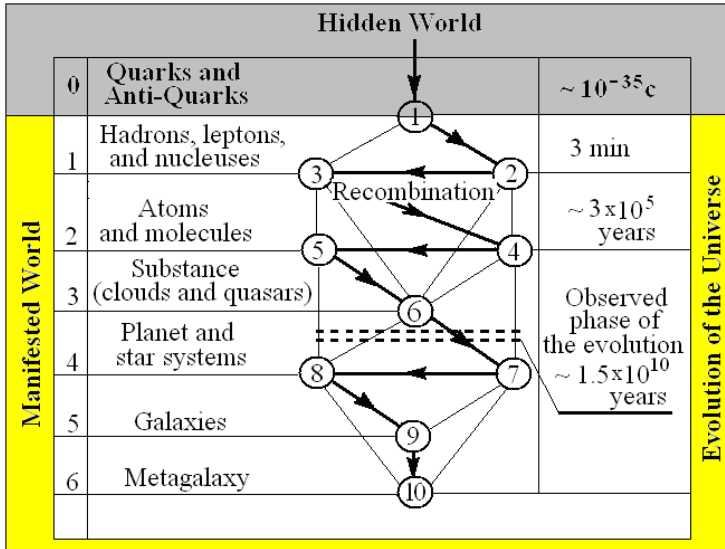 Hidden World
0
Quarks and
Anti-Quarks
~ 10⁻³⁵c
1
Hadrons, leptons,
and nucleuses
1
3 min
3
2
Recombination
Atoms
and molecules
2
~ 3x10⁵
years
5
4
Substance
(clouds and quasars)
3
6
Observed
phase of
the evolution
~ 1.5x10¹⁰
years
Planet and
star systems
4
8
7
Galaxies
5
9
Metagalaxy
6
10
Manifested World
Evolution of the Universe